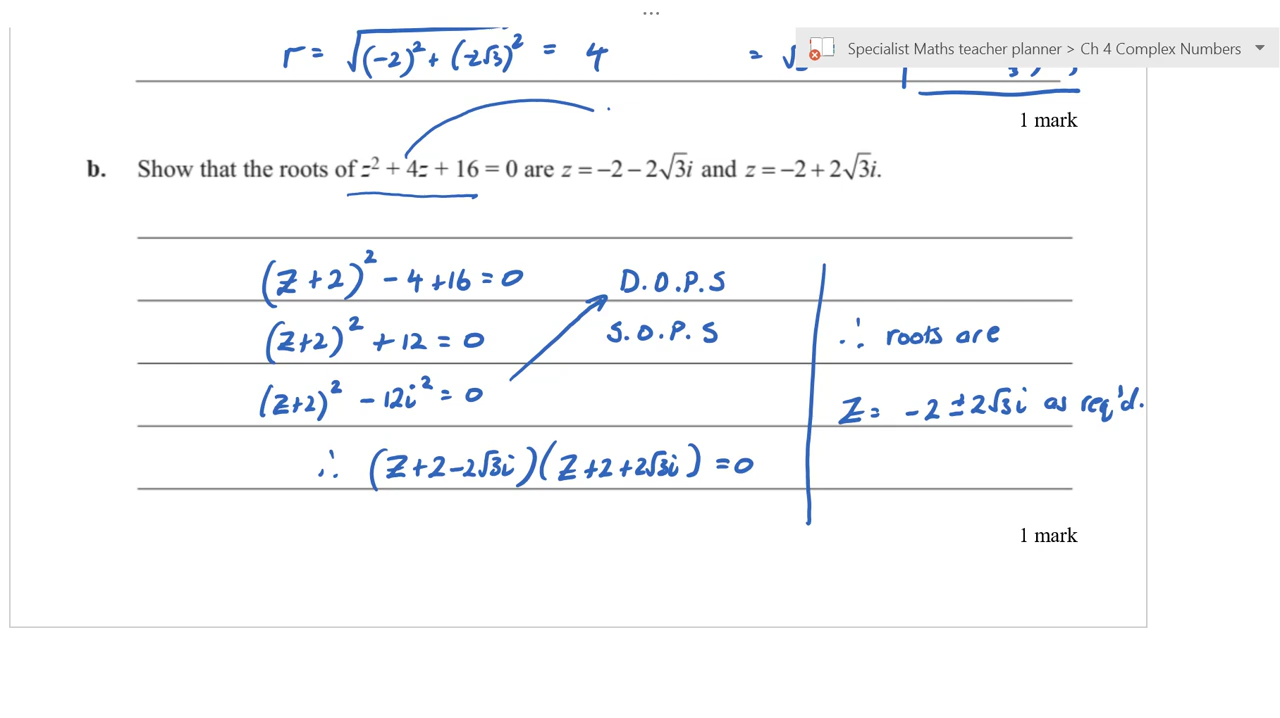 ...
r = √(-2)² + (-2√3)² = 4
= √
Specialist Maths teacher planner > Ch 4 Complex Numbers
1 mark
b. Show that the roots of z² + 4z + 16 = 0 are z = −2 − 2√3i and z = −2 + 2√3i.
(z+2)² - 4 + 16 = 0
D.O.P.S
(z+2)² + 12 = 0
S.O.P.S
(z+2)² - 12i² = 0
∴ (z+2-2√3i)(z+2+2√3i) = 0
∴ roots are
z = -2 ± 2√3i as req'd.
1 mark